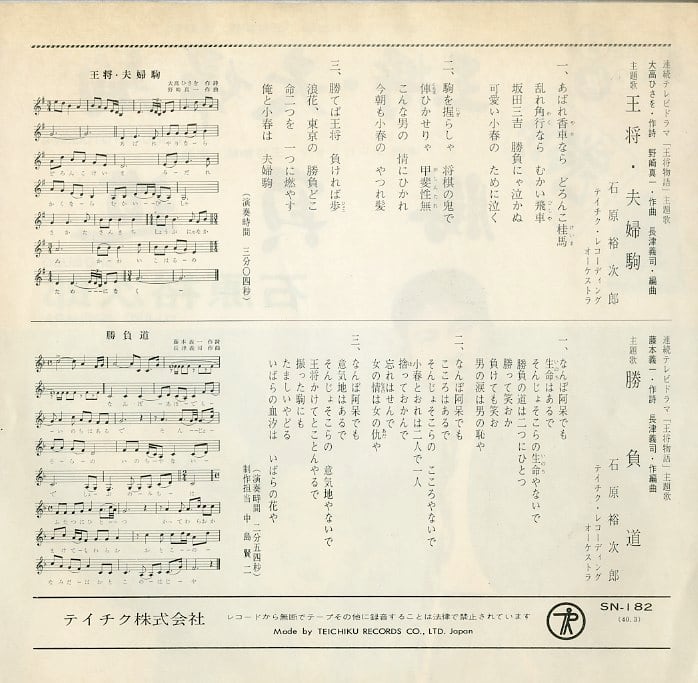 連続テレビドラマ「王将物語」主題歌
大高ひさを・作詩 野崎真一・作曲 長津義司・編曲
主題歌 王将・夫婦駒
石原裕次郎
テイチク・レコーディング
オーケストラ
一、あばれ香車なら どろんこ桂馬
乱れ角行なら むかい飛車
坂田三吉 勝負にゃ泣かぬ
可愛い小春の ために泣く
二、駒を握らしゃ 将棋の鬼で
俥ひかせりゃ 甲斐性無
こんな男の 情にひかれ
今朝も小春の やつれ髪
三、勝てば王将 負ければ歩
浪花、東京の 勝負どこ
命二つを 一つに燃やす
俺と小春は 夫婦駒
(演奏時間 三分〇四秒)
王将・夫婦駒
大高ひさを 作詩
野崎真一 作曲
連続テレビドラマ「王将物語」主題歌
藤本義一・作詩 長津義司・作編曲
主題歌 勝負道
石原裕次郎
テイチク・レコーディング
オーケストラ
一、なんぼ阿呆でも
生命はあるで
そんじょそこらの生命やないで
勝負の道は二つにひとつ
勝って笑おか
負けても笑お
男の涙は男の恥や
二、なんぼ阿呆でも
こころはあるで
そんじょそこらの こころやないで
小春とおれは二人で一人
捨っておかんで
忘れはせんで
女の情は女の仇や
三、なんぼ阿呆でも
意気地はあるで
そんじょそこらの 意気地やないで
王将かけてとことんやるで
振った駒にも
たましいやどる
いばらの血汐は いばらの花や
(演奏時間 二分五四秒)
制作担当 中島賢二
勝負道
藤本義一 作詩
長津義司 作曲
テイチク株式会社
レコードから無断でテープその他に録音することは法律で禁止されています
Made by TEICHIKU RECORDS CO., LTD. Japan
SN-182
(40.3)